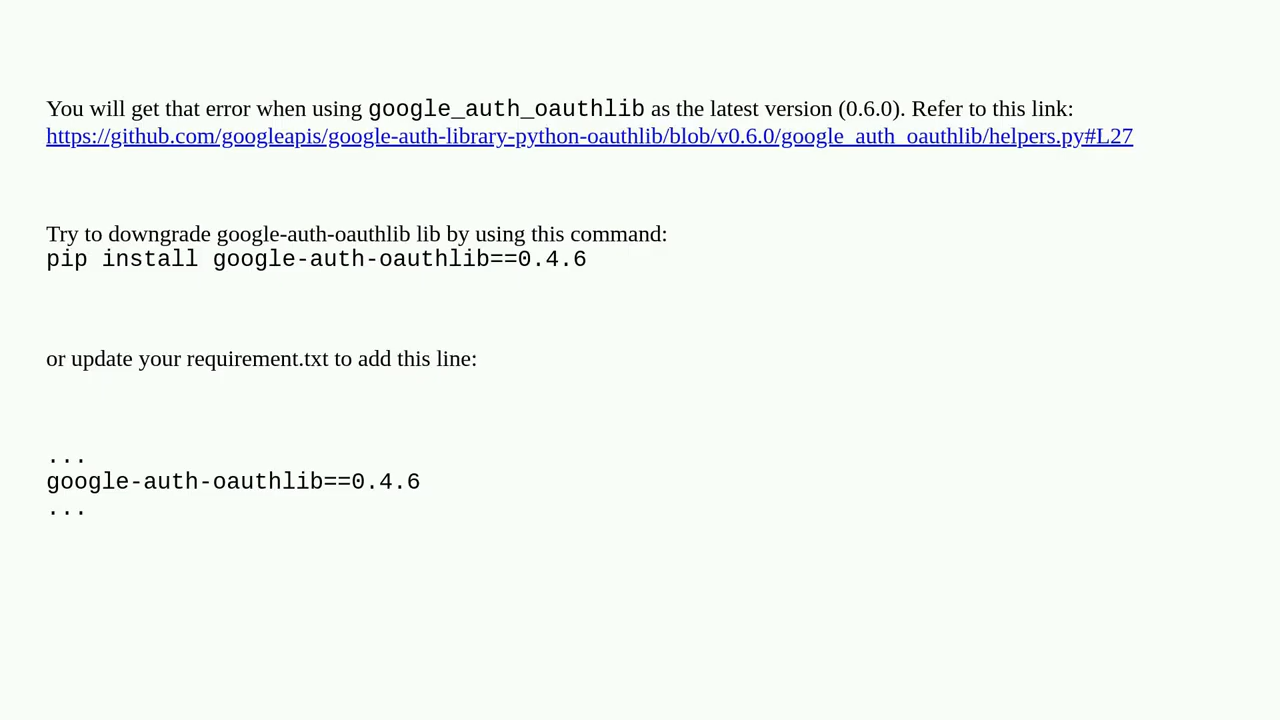 You will get that error when using google_auth_oauthlib as the latest version (0.6.0). Refer to this link:
https://github.com/googleapis/google-auth-library-python-oauthlib/blob/v0.6.0/google_auth_oauthlib/helpers.py#L27
Try to downgrade google-auth-oauthlib lib by using this command:
pip install google-auth-oauthlib==0.4.6
or update your requirement.txt to add this line:
...
google-auth-oauthlib==0.4.6
...